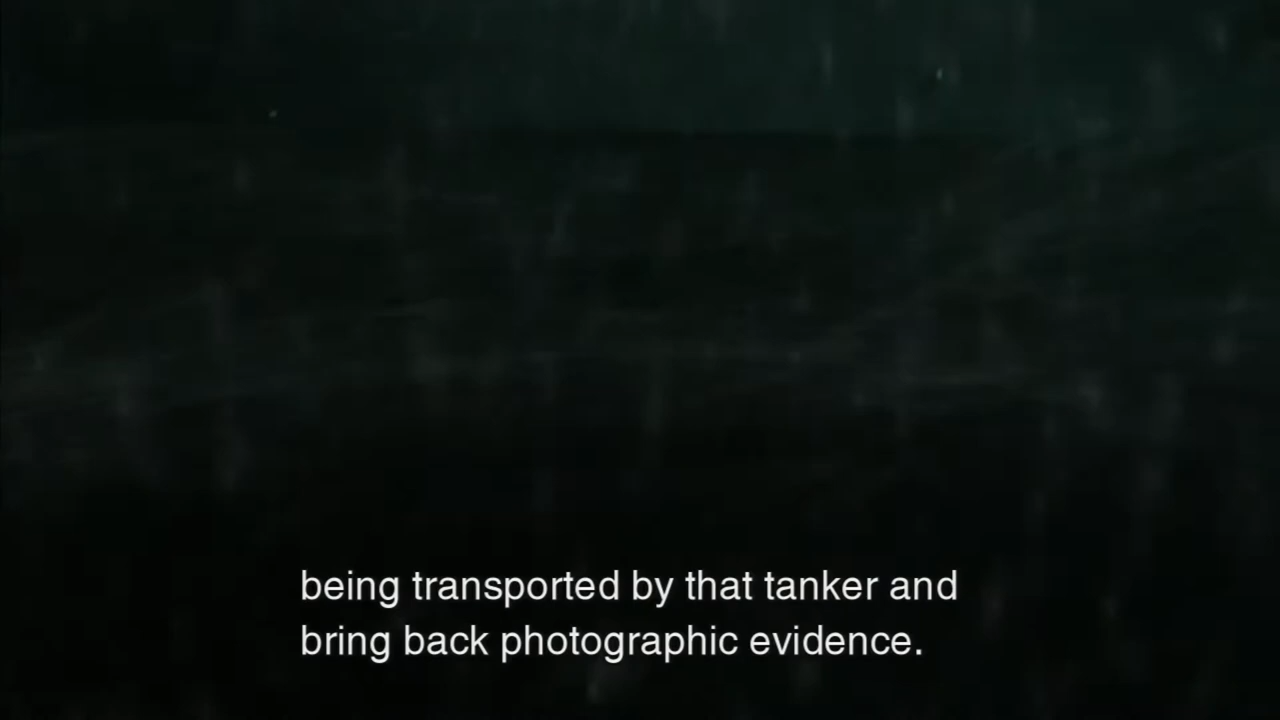 being transported by that tanker and
bring back photographic evidence.